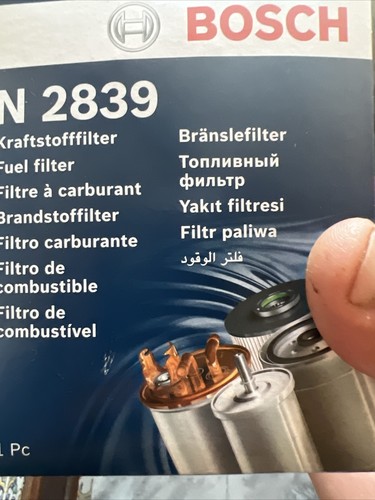 BOSCH
N 2839
Kraftstofffilter
Fuel filter
Filtre à carburant
Brandstoffilter
Filtro carburante
Filtro de
combustible
Filtro de
combustível
Bränslefilter
Топливный
фильтр
Yakıt filtresi
Filtr paliwa
فلتر الوقود
1 Pc